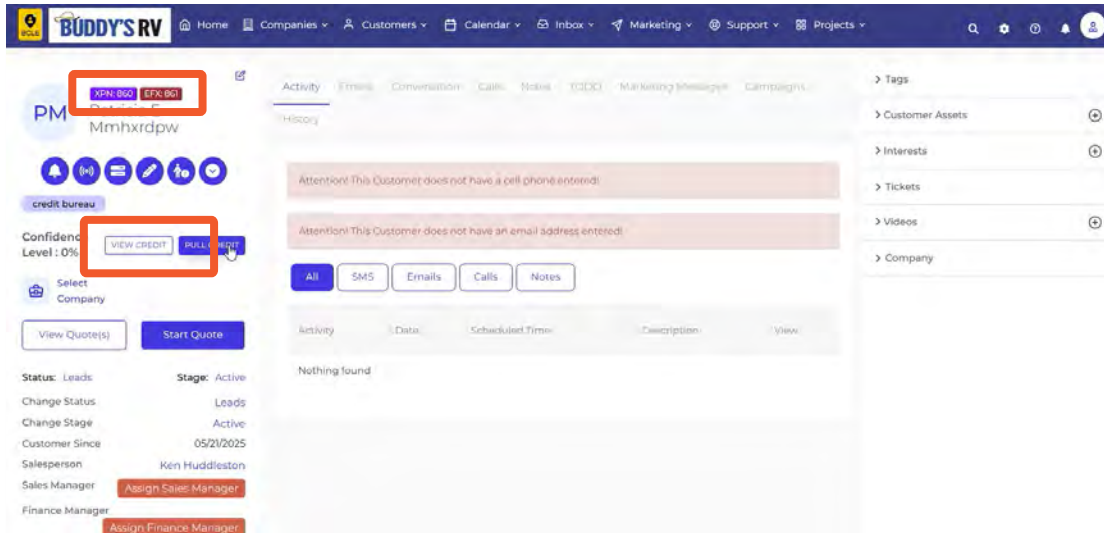 BUDDY'S RV
Home Companies Customers Calendar Inbox Marketing Support Projects
XPN: 860 EFX: 861
PM
Mmhxrdpw
credit bureau
Confidenc
Level : 0%
VIEW CREDIT PULL CREDIT
Select
Company
View Quote(s) Start Quote
Status: Leads Stage: Active
Change Status Leads
Change Stage Active
Customer Since 05/21/2025
Salesperson Ken Huddleston
Sales Manager Assign Sales Manager
Finance Manager
Assign Finance Manager
Activity Emails Conversation Calls Notes TODO Marketing Messages Campaigns
History
Attention! This Customer does not have a cell phone entered!
Attention! This Customer does not have an email address entered!
All SMS Emails Calls Notes
Activity Date Scheduled Time Description View
Nothing found
Tags
Customer Assets
Interests
Tickets
Videos
Company